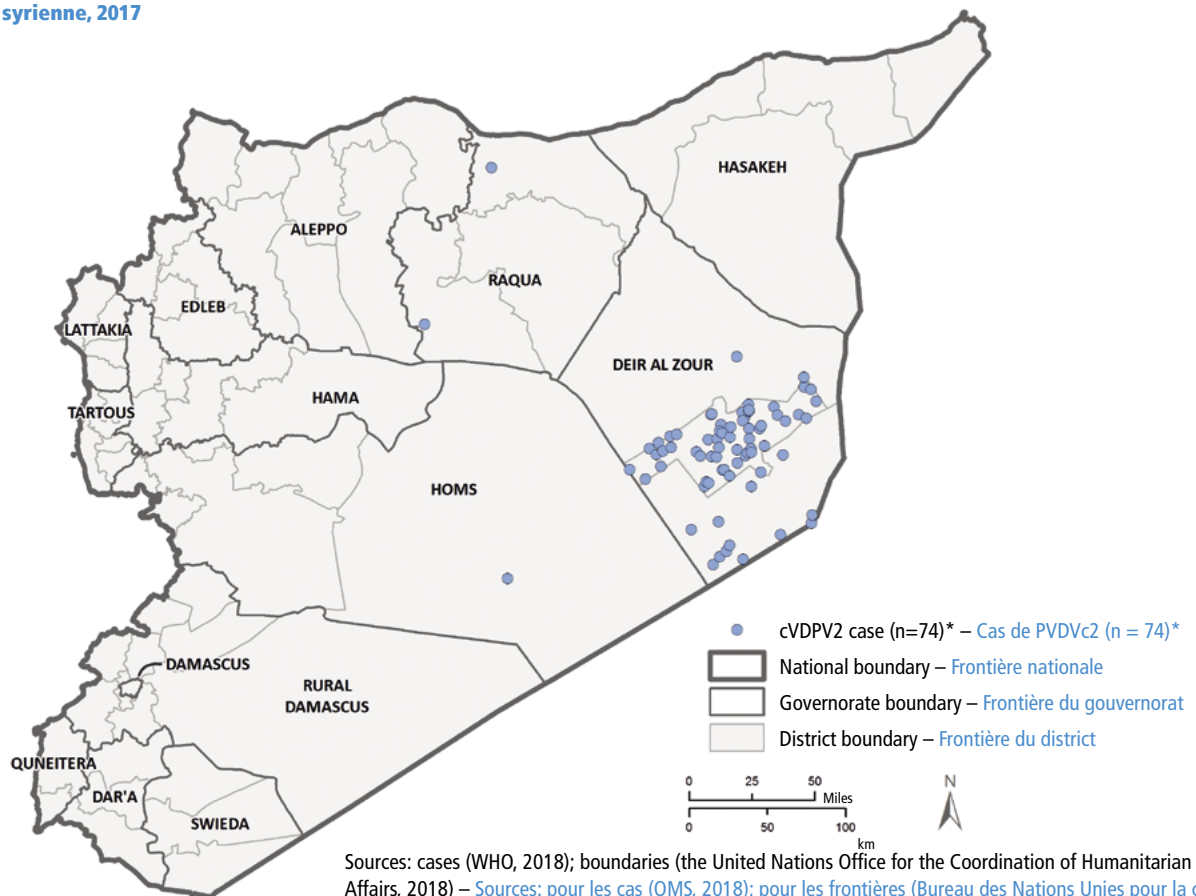 syrienne, 2017
HASAKEH
ALEPPO
RAQUA
EDLEB
LATTAKIA
DEIR AL ZOUR
HAMA
TARTOUS
HOMS
cVDPV2 case (n=74)* – Cas de PVDVc2 (n = 74)*
DAMASCUS
National boundary – Frontière nationale
RURAL
DAMASCUS
Governorate boundary – Frontière du gouvernorat
District boundary – Frontière du district
QUNEITERA
DAR'A
SWIEDA
0 25 50
Miles
N
0 50 100
km
Sources: cases (WHO, 2018); boundaries (the United Nations Office for the Coordination of Humanitarian
Affairs, 2018) – Sources: pour les cas (OMS, 2018); pour les frontières (Bureau des Nations Unies pour la